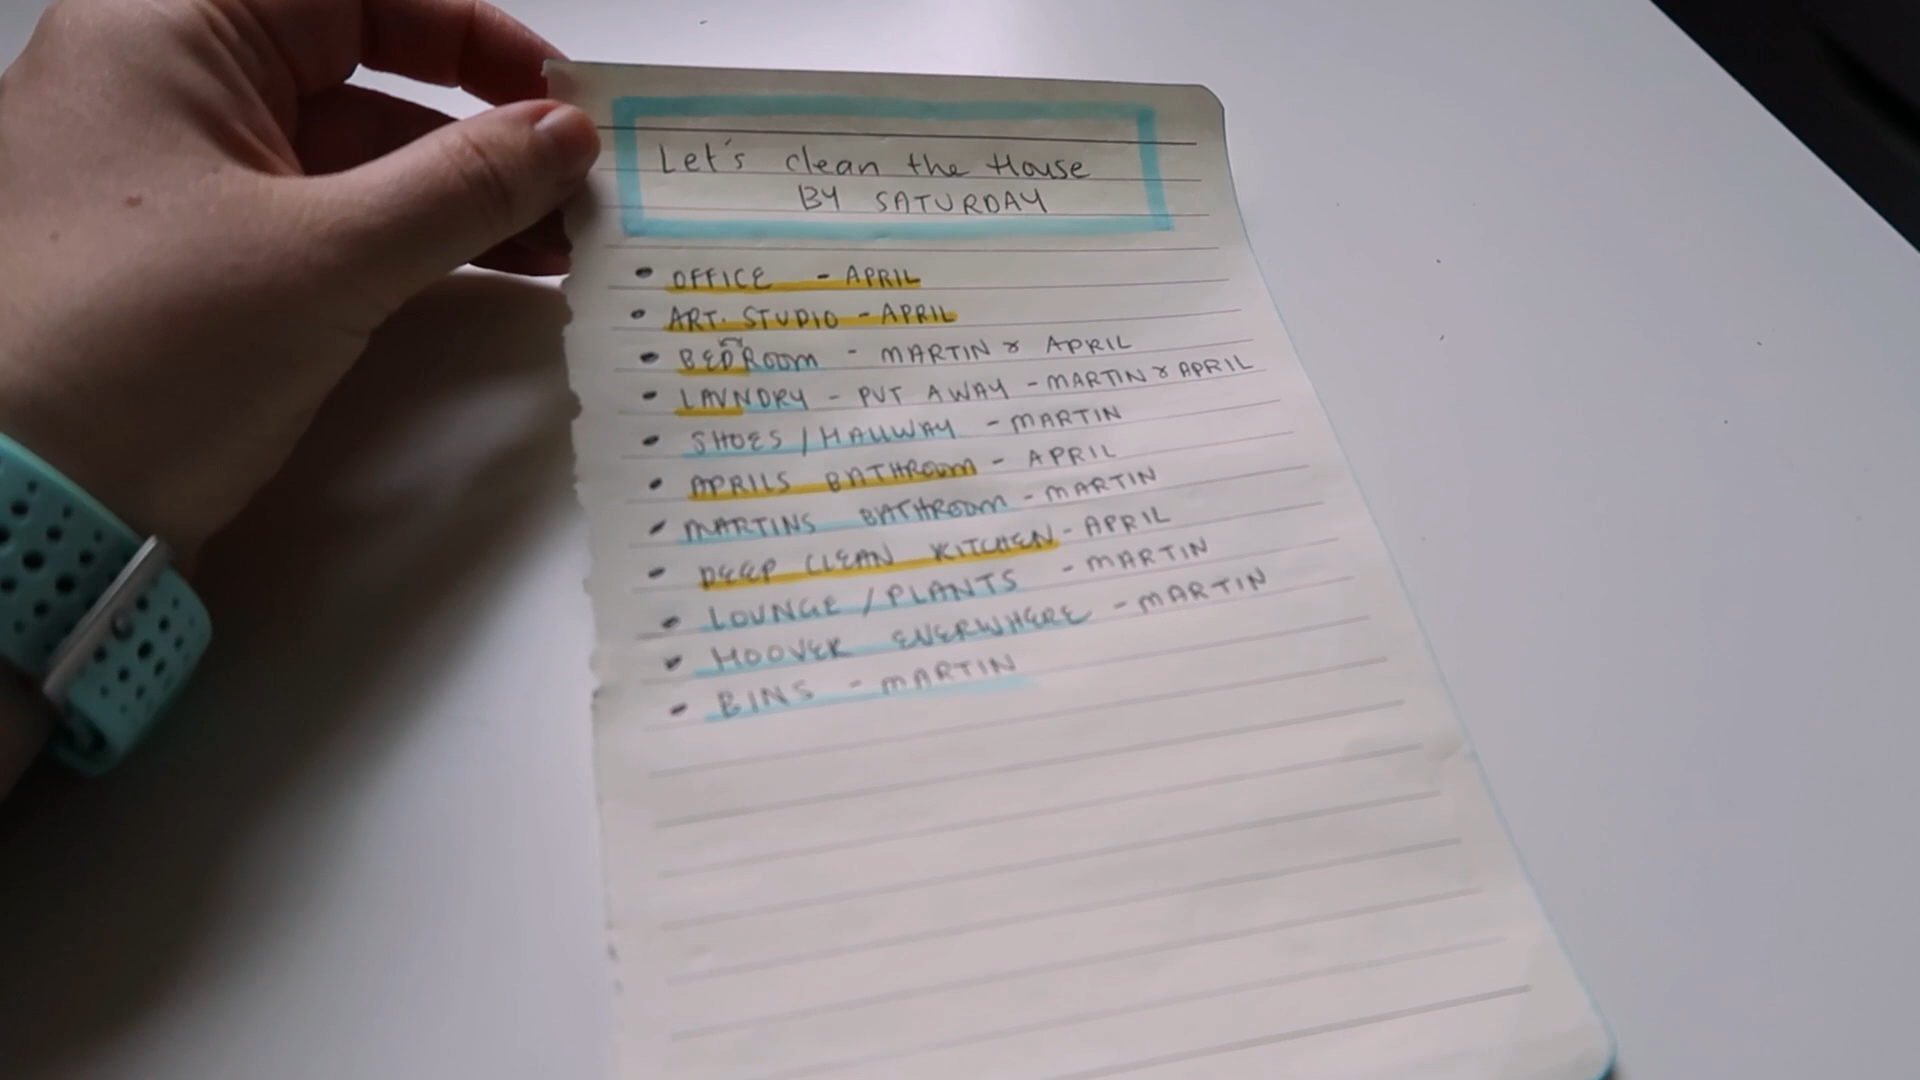 Let's clean the House
BY SATURDAY
• OFFICE - APRIL
• ART. STUDIO - APRIL
• BEDROOM - MARTIN & APRIL
• LAUNDRY - PUT AWAY - MARTIN & APRIL
• SHOES / HALLWAY - MARTIN
• APRILS BATHROOM - APRIL
• MARTINS BATHROOM - MARTIN
• DEEP CLEAN KITCHEN - APRIL
• LOUNGE / PLANTS - MARTIN
• HOOVER EVERWHERE - MARTIN
• BINS - MARTIN